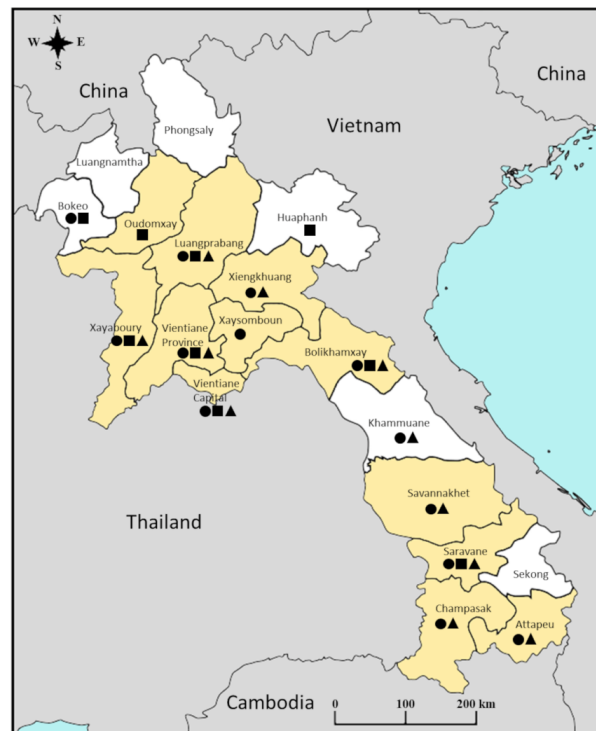 N
W E
S
China
China
Phongsaly
Vietnam
Luangnamtha
Bokeo
Oudomxay
Huaphanh
Luangprabang
Xiengkhuang
Xayaboury
Vientiane
Province
Xaysomboun
Bolikhamxay
Vientiane
Capital
Khammuane
Savannakhet
Thailand
Saravane
Sekong
Champasak
Attapeu
Cambodia
0 100 200 km